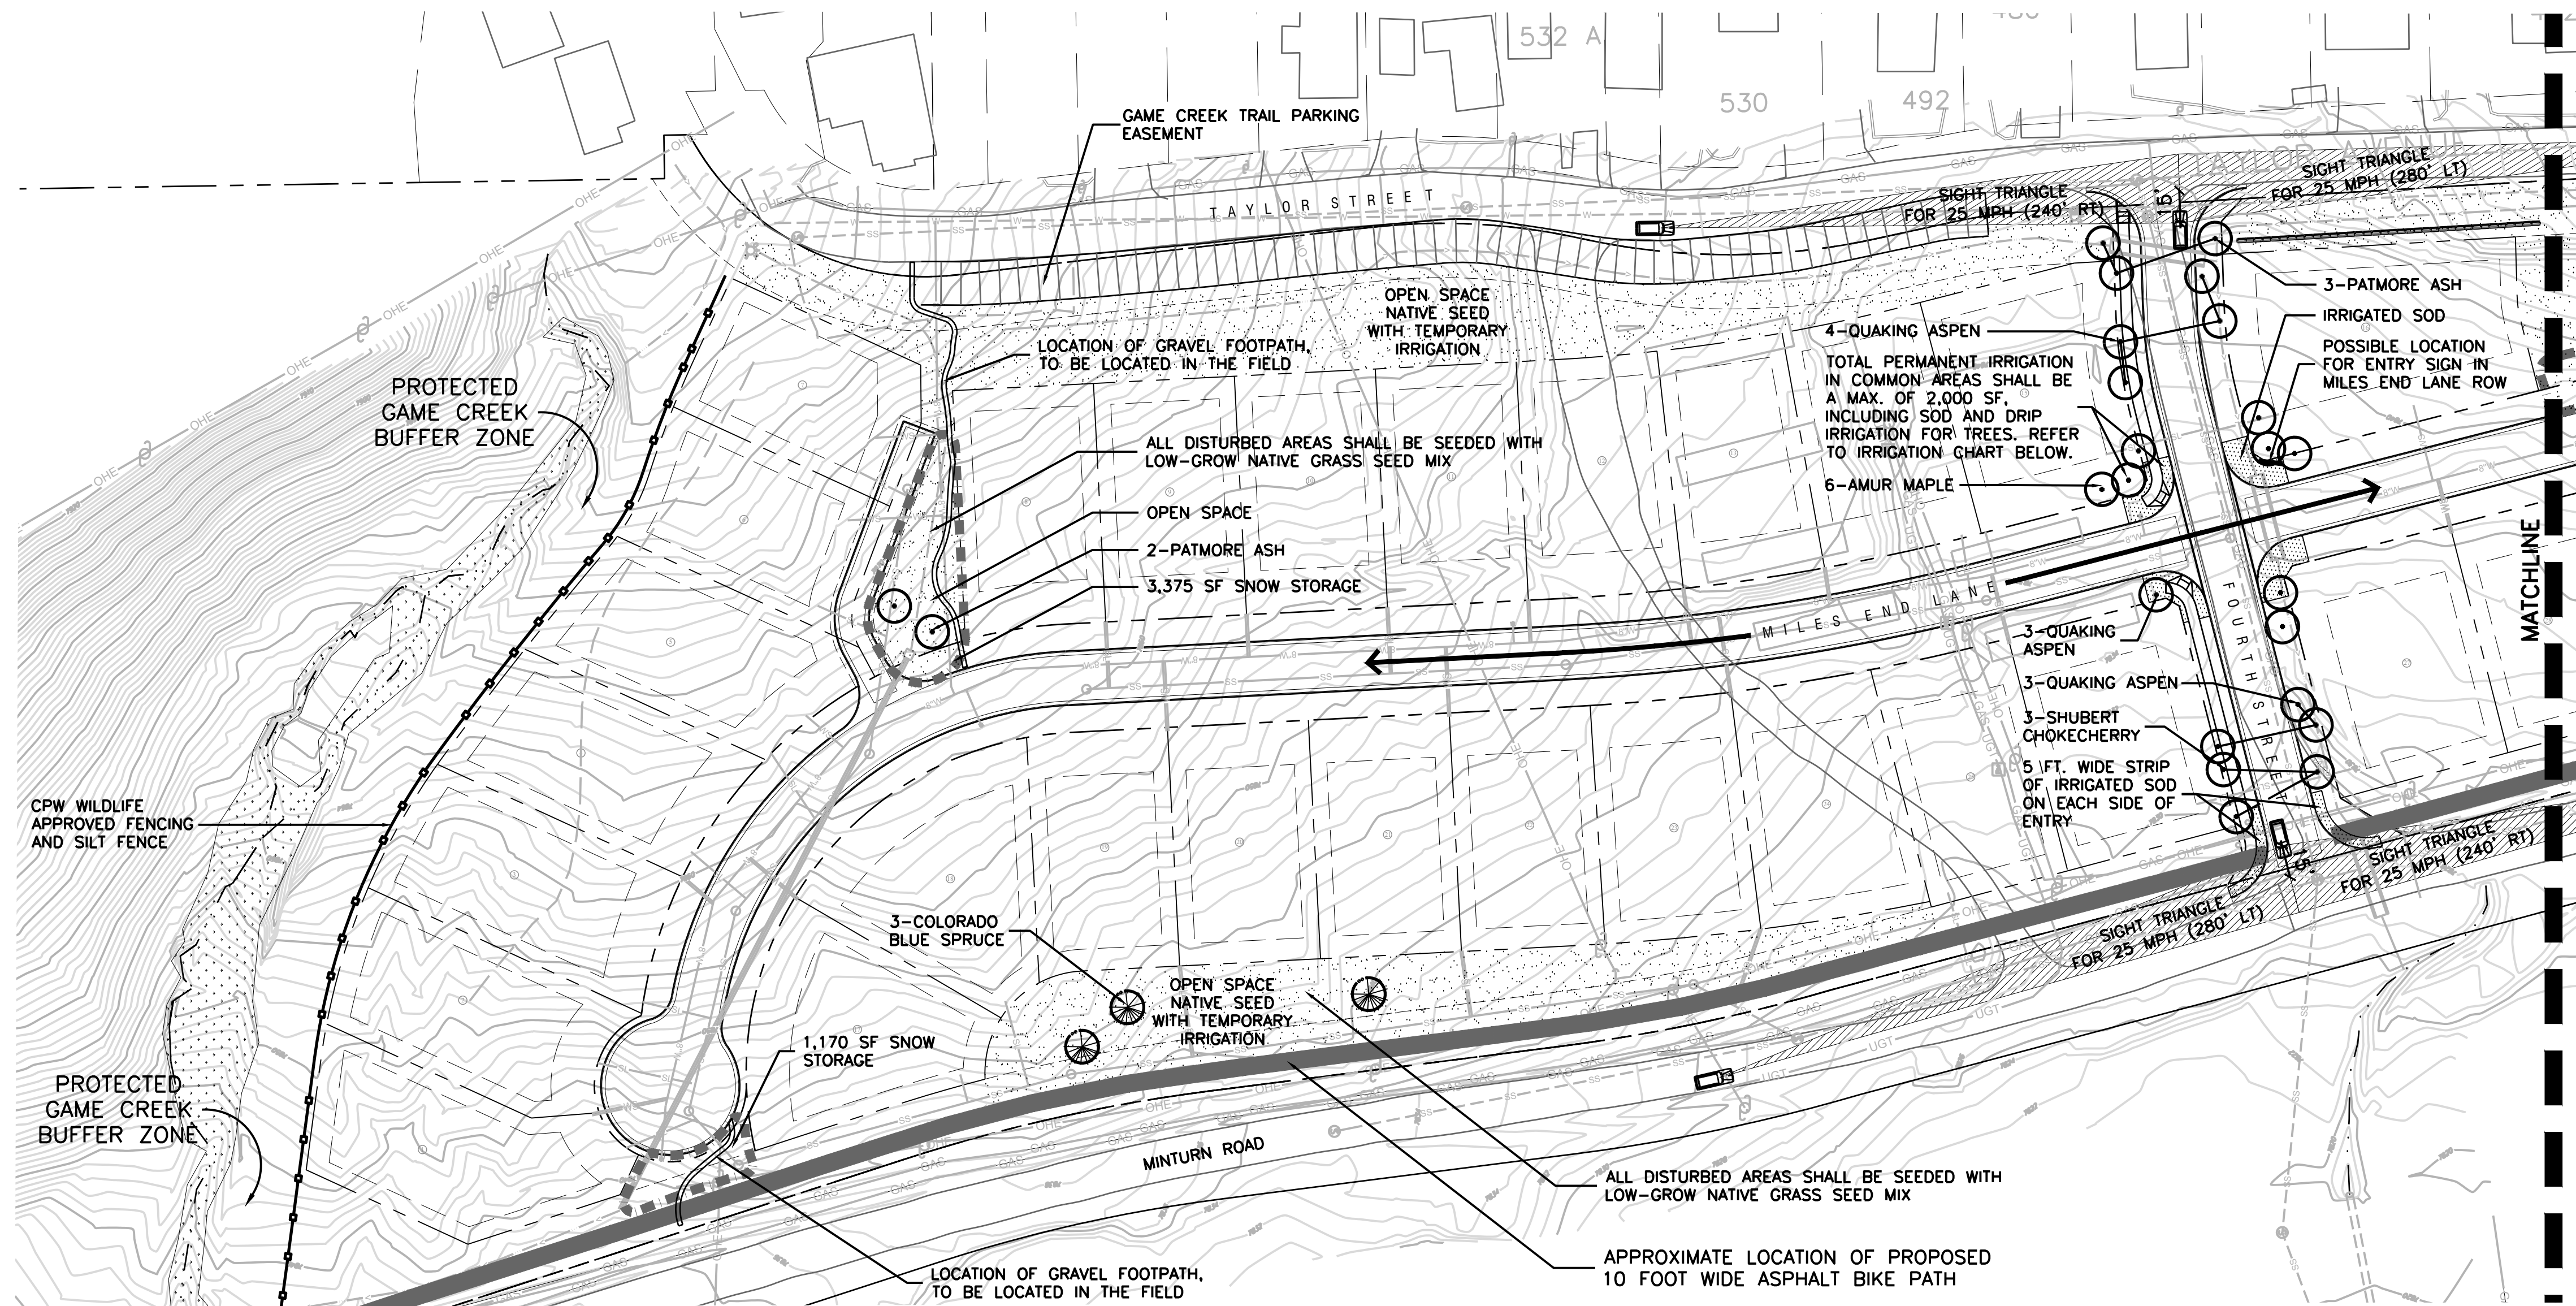 532 A
530
492
GAME CREEK TRAIL PARKING
EASEMENT
TAYLOR AVENUE
TAYLOR STREET
SIGHT TRIANGLE
FOR 25 MPH (240' RT)
15'
SIGHT TRIANGLE
FOR 25 MPH (280' LT)
3-PATMORE ASH
IRRIGATED SOD
POSSIBLE LOCATION
FOR ENTRY SIGN IN
MILES END LANE ROW
OPEN SPACE
NATIVE SEED
WITH TEMPORARY
IRRIGATION
4-QUAKING ASPEN
TOTAL PERMANENT IRRIGATION
IN COMMON AREAS SHALL BE
A MAX. OF 2,000 SF,
INCLUDING SOD AND DRIP
IRRIGATION FOR TREES. REFER
TO IRRIGATION CHART BELOW.
6-AMUR MAPLE
LOCATION OF GRAVEL FOOTPATH,
TO BE LOCATED IN THE FIELD
PROTECTED
GAME CREEK
BUFFER ZONE
ALL DISTURBED AREAS SHALL BE SEEDED WITH
LOW-GROW NATIVE GRASS SEED MIX
OPEN SPACE
2-PATMORE ASH
3,375 SF SNOW STORAGE
MILES END LANE
FOURTH STREET
MATCHLINE
3-QUAKING
ASPEN
3-QUAKING ASPEN
3-SHUBERT
CHOKECHERRY
5 FT. WIDE STRIP
OF IRRIGATED SOD
ON EACH SIDE OF
ENTRY
CPW WILDLIFE
APPROVED FENCING
AND SILT FENCE
SIGHT TRIANGLE
FOR 25 MPH (240' RT)
SIGHT TRIANGLE
FOR 25 MPH (280' LT)
3-COLORADO
BLUE SPRUCE
OPEN SPACE
NATIVE SEED
WITH TEMPORARY
IRRIGATION
1,170 SF SNOW
STORAGE
PROTECTED
GAME CREEK
BUFFER ZONE
MINTURN ROAD
ALL DISTURBED AREAS SHALL BE SEEDED WITH
LOW-GROW NATIVE GRASS SEED MIX
APPROXIMATE LOCATION OF PROPOSED
10 FOOT WIDE ASPHALT BIKE PATH
LOCATION OF GRAVEL FOOTPATH,
TO BE LOCATED IN THE FIELD